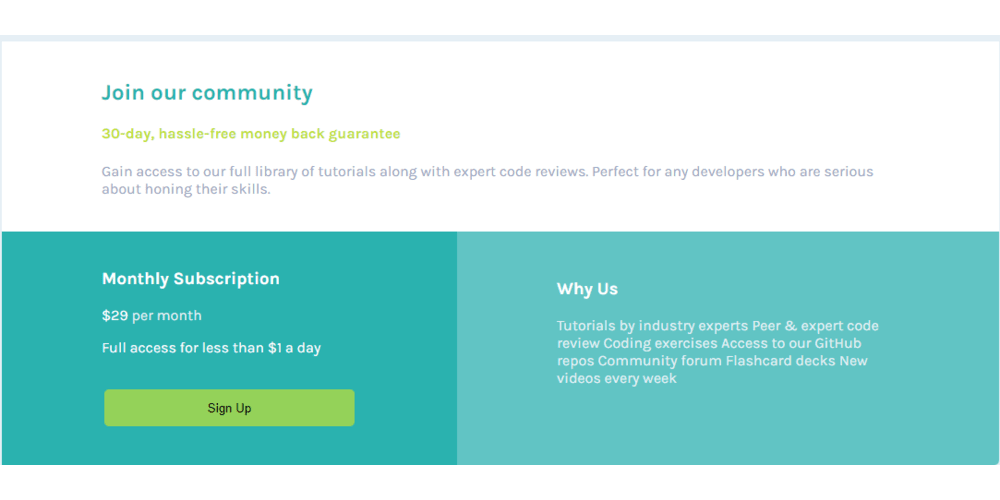 Join our community
30-day, hassle-free money back guarantee
Gain access to our full library of tutorials along with expert code reviews. Perfect for any developers who are serious
about honing their skills.
Monthly Subscription
$29 per month
Full access for less than $1 a day
Sign Up
Why Us
Tutorials by industry experts Peer & expert code
review Coding exercises Access to our GitHub
repos Community forum Flashcard decks New
videos every week